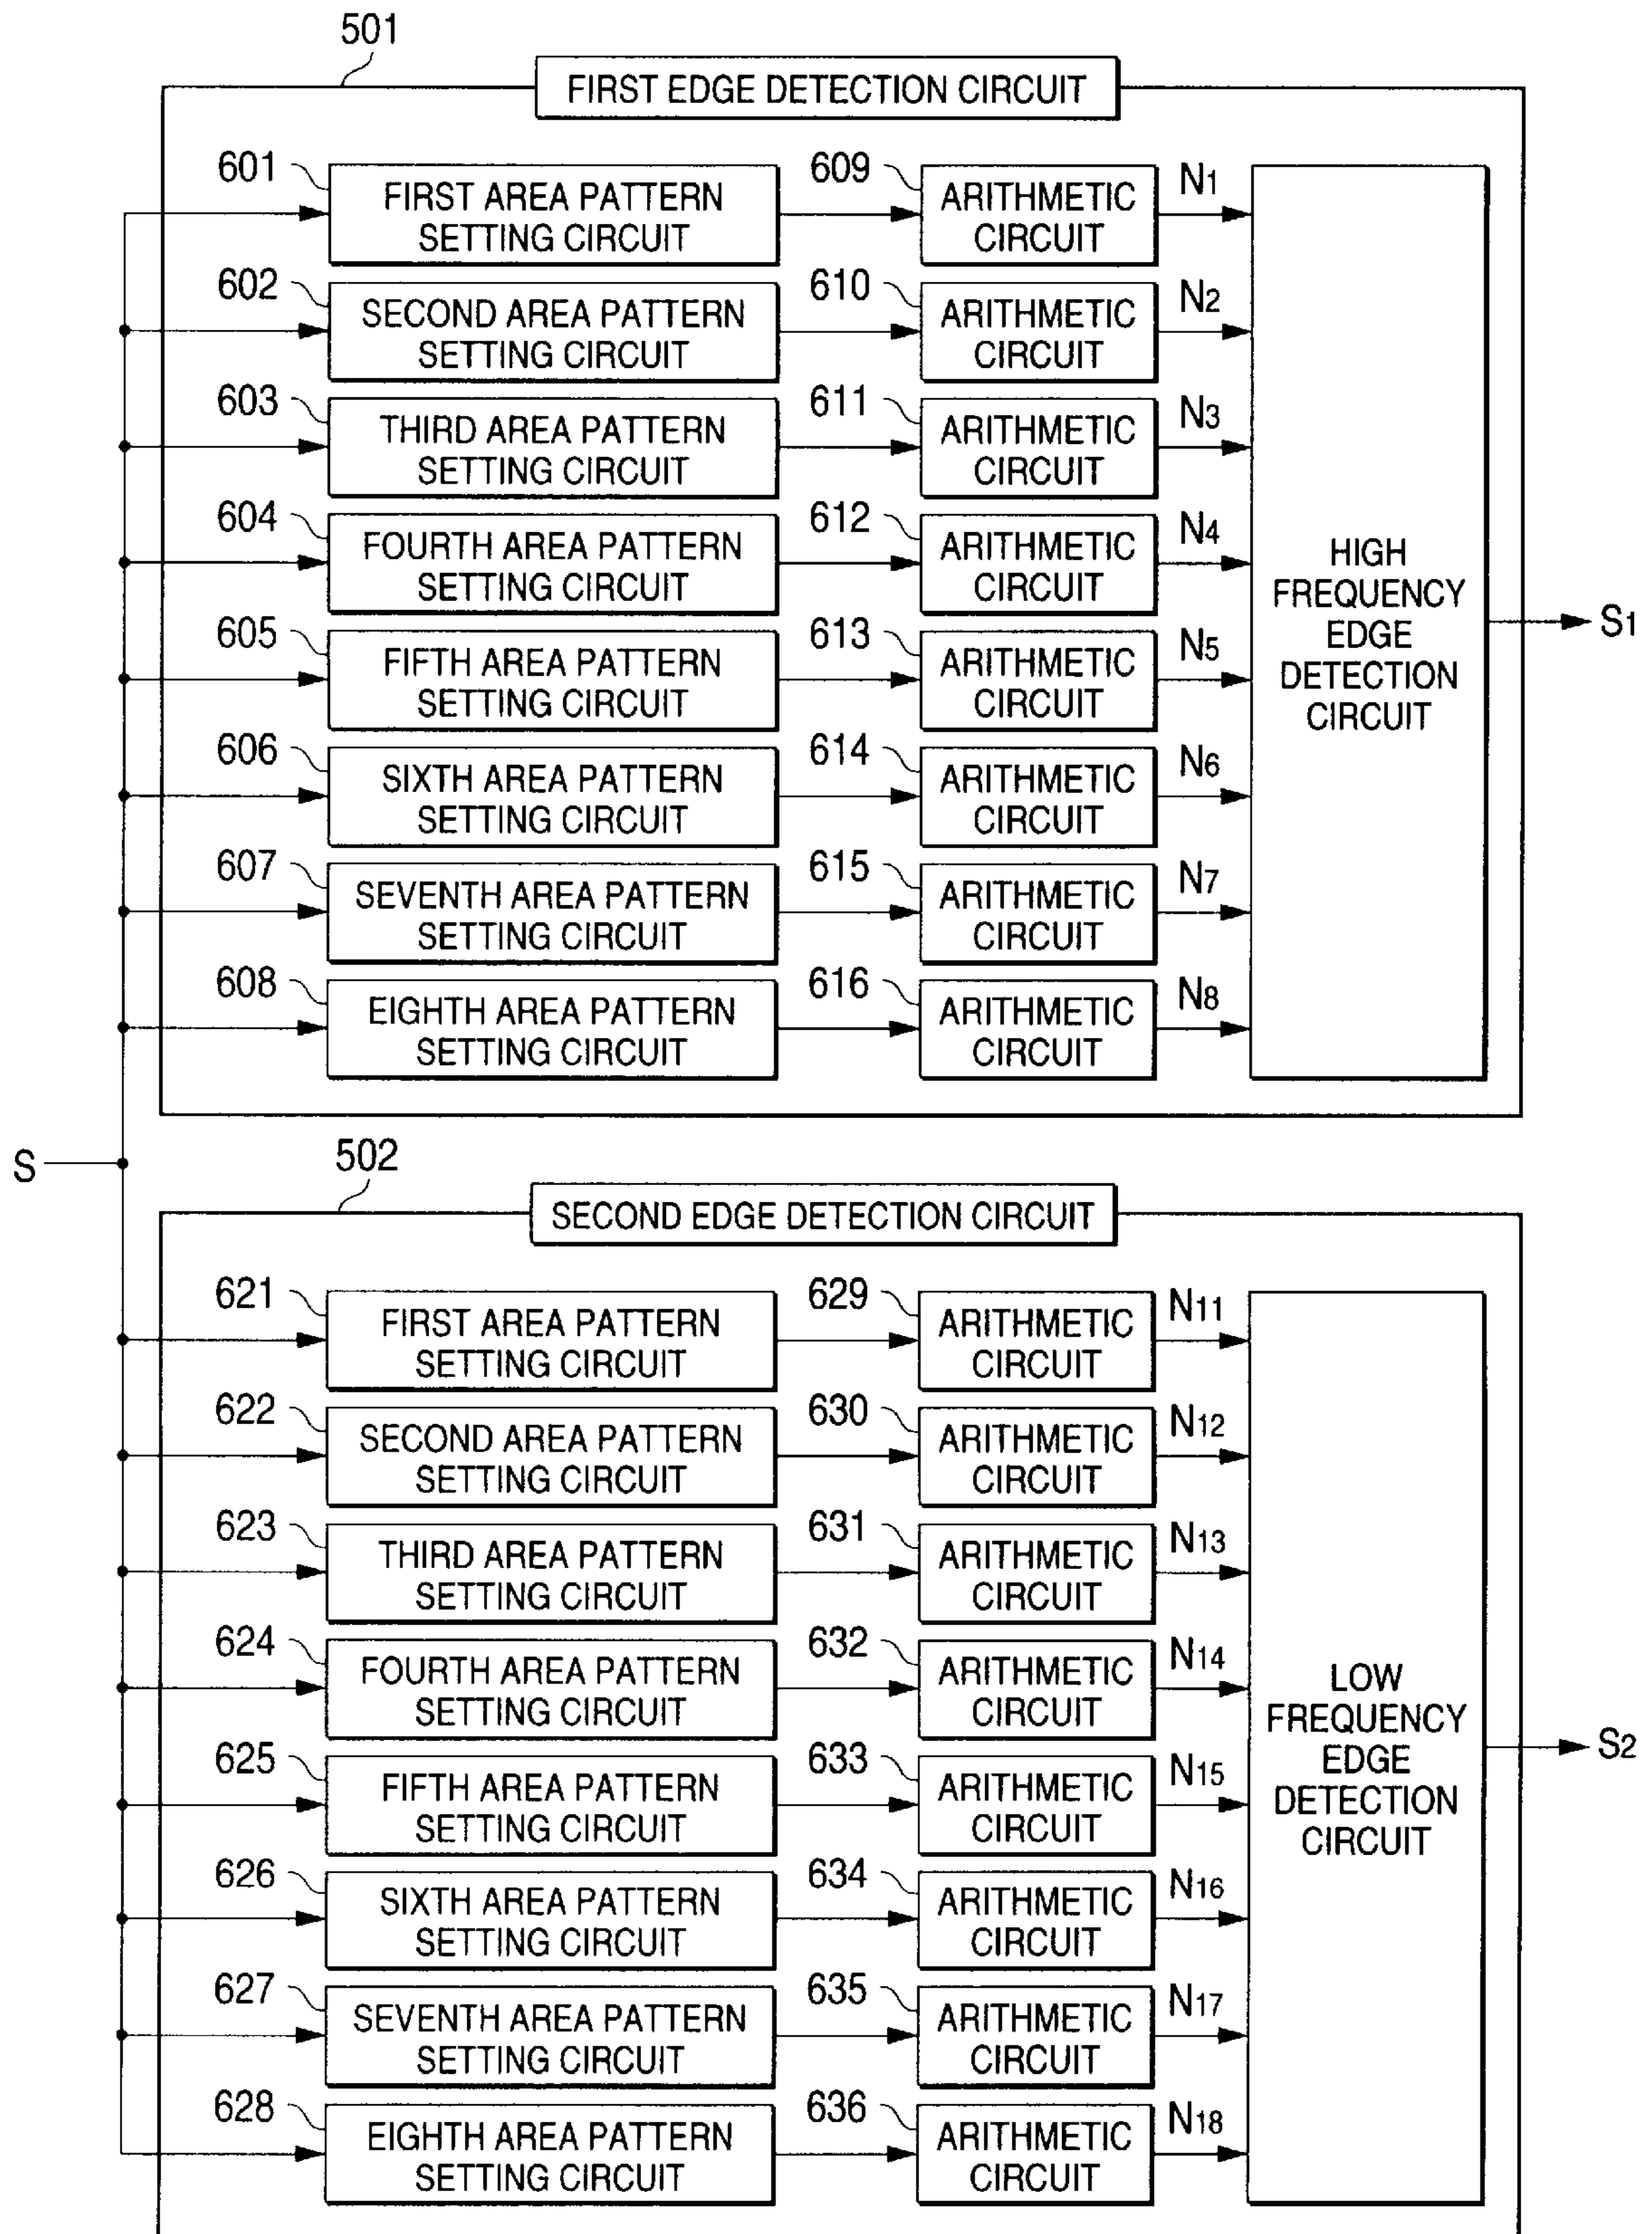 501
FIRST EDGE DETECTION CIRCUIT
601
FIRST AREA PATTERN
SETTING CIRCUIT
609
ARITHMETIC
CIRCUIT
N1
602
SECOND AREA PATTERN
SETTING CIRCUIT
610
ARITHMETIC
CIRCUIT
N2
603
THIRD AREA PATTERN
SETTING CIRCUIT
611
ARITHMETIC
CIRCUIT
N3
604
FOURTH AREA PATTERN
SETTING CIRCUIT
612
ARITHMETIC
CIRCUIT
N4
605
FIFTH AREA PATTERN
SETTING CIRCUIT
613
ARITHMETIC
CIRCUIT
N5
606
SIXTH AREA PATTERN
SETTING CIRCUIT
614
ARITHMETIC
CIRCUIT
N6
607
SEVENTH AREA PATTERN
SETTING CIRCUIT
615
ARITHMETIC
CIRCUIT
N7
608
EIGHTH AREA PATTERN
SETTING CIRCUIT
616
ARITHMETIC
CIRCUIT
N8
HIGH
FREQUENCY
EDGE
DETECTION
CIRCUIT
S1
S
502
SECOND EDGE DETECTION CIRCUIT
621
FIRST AREA PATTERN
SETTING CIRCUIT
629
ARITHMETIC
CIRCUIT
N11
622
SECOND AREA PATTERN
SETTING CIRCUIT
630
ARITHMETIC
CIRCUIT
N12
623
THIRD AREA PATTERN
SETTING CIRCUIT
631
ARITHMETIC
CIRCUIT
N13
624
FOURTH AREA PATTERN
SETTING CIRCUIT
632
ARITHMETIC
CIRCUIT
N14
625
FIFTH AREA PATTERN
SETTING CIRCUIT
633
ARITHMETIC
CIRCUIT
N15
626
SIXTH AREA PATTERN
SETTING CIRCUIT
634
ARITHMETIC
CIRCUIT
N16
627
SEVENTH AREA PATTERN
SETTING CIRCUIT
635
ARITHMETIC
CIRCUIT
N17
628
EIGHTH AREA PATTERN
SETTING CIRCUIT
636
ARITHMETIC
CIRCUIT
N18
LOW
FREQUENCY
EDGE
DETECTION
CIRCUIT
S2